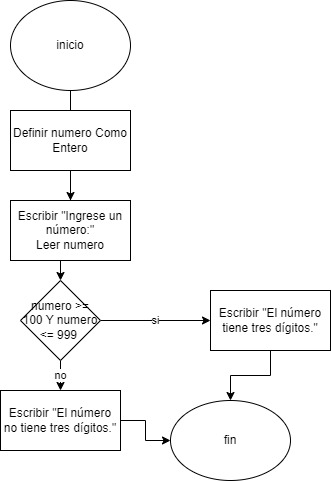 inicio
Definir numero Como
Entero
Escribir "Ingrese un
número:"
Leer numero
numero >=
100 Y numero
<= 999
si
Escribir "El número
tiene tres dígitos."
no
Escribir "El número
no tiene tres dígitos."
fin